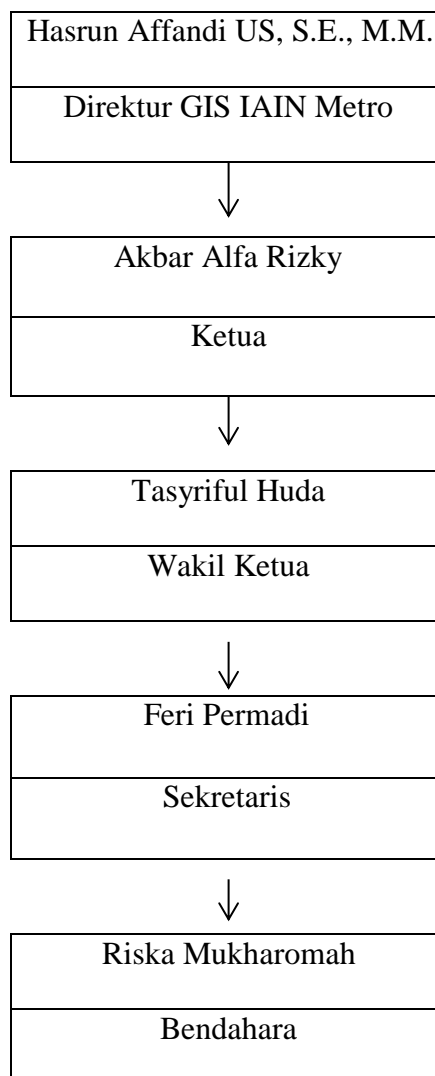 Hasrun Affandi US, S.E., M.M.
Direktur GIS IAIN Metro
Akbar Alfa Rizky
Ketua
Tasyriful Huda
Wakil Ketua
Feri Permadi
Sekretaris
Riska Mukharomah
Bendahara